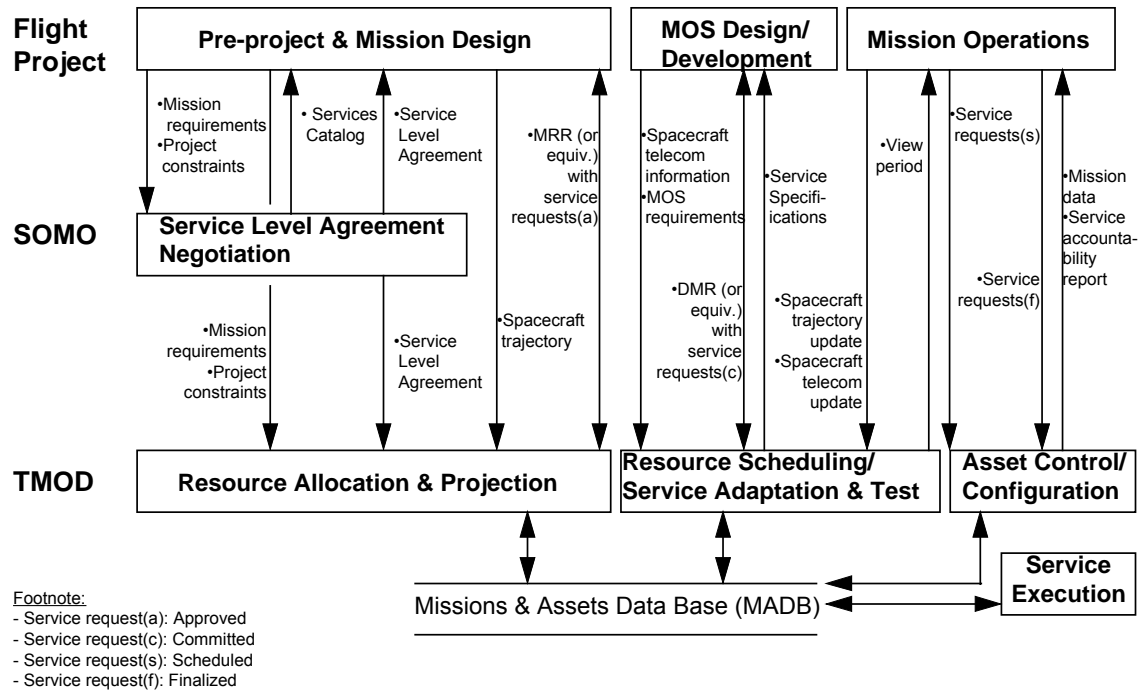 Flight
Project
Pre-project & Mission Design
MOS Design/
Development
Mission Operations
•Mission
requirements
•Project
constraints
• Services
Catalog
•Service
Level
Agreement
•MRR (or
equiv.)
with
service
requests(a)
•Spacecraft
telecom
information
•MOS
requirements
•Service
Specifi-
cations
•View
period
•Service
requests(s)
•Mission
data
•Service
accounta-
bility
report
SOMO
Service Level Agreement
Negotiation
•Mission
requirements
•Project
constraints
•Service
Level
Agreement
•Spacecraft
trajectory
•DMR (or
equiv.)
with
service
requests(c)
•Spacecraft
trajectory
update
•Spacecraft
telecom
update
•Service
requests(f)
TMOD
Resource Allocation & Projection
Resource Scheduling/
Service Adaptation & Test
Asset Control/
Configuration
Missions & Assets Data Base (MADB)
Service
Execution
Footnote:
- Service request(a): Approved
- Service request(c): Committed
- Service request(s): Scheduled
- Service request(f): Finalized